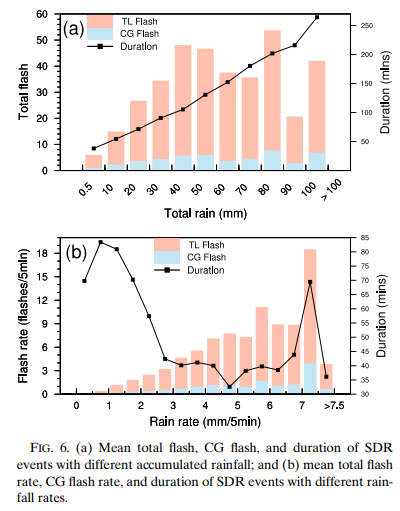 (a)
TL Flash
CG Flash
Duration
Total flash
60
50
40
30
20
10
0
Duration (mins)
250
200
150
100
50
0.5 10 20 30 40 50 60 70 80 90 100 >100
Total rain (mm)
(b)
TL Flash
CG Flash
Duration
Flash rate (flashes/5min)
18
15
12
9
6
3
0
Duration (mins)
85
80
75
70
65
60
55
50
45
40
35
30
0 1 2 3 4 5 6 7 >7.5
Rain rate (mm/5min)
FIG. 6. (a) Mean total flash, CG flash, and duration of SDR
events with different accumulated rainfall; and (b) mean total flash
rate, CG flash rate, and duration of SDR events with different rain-
fall rates.